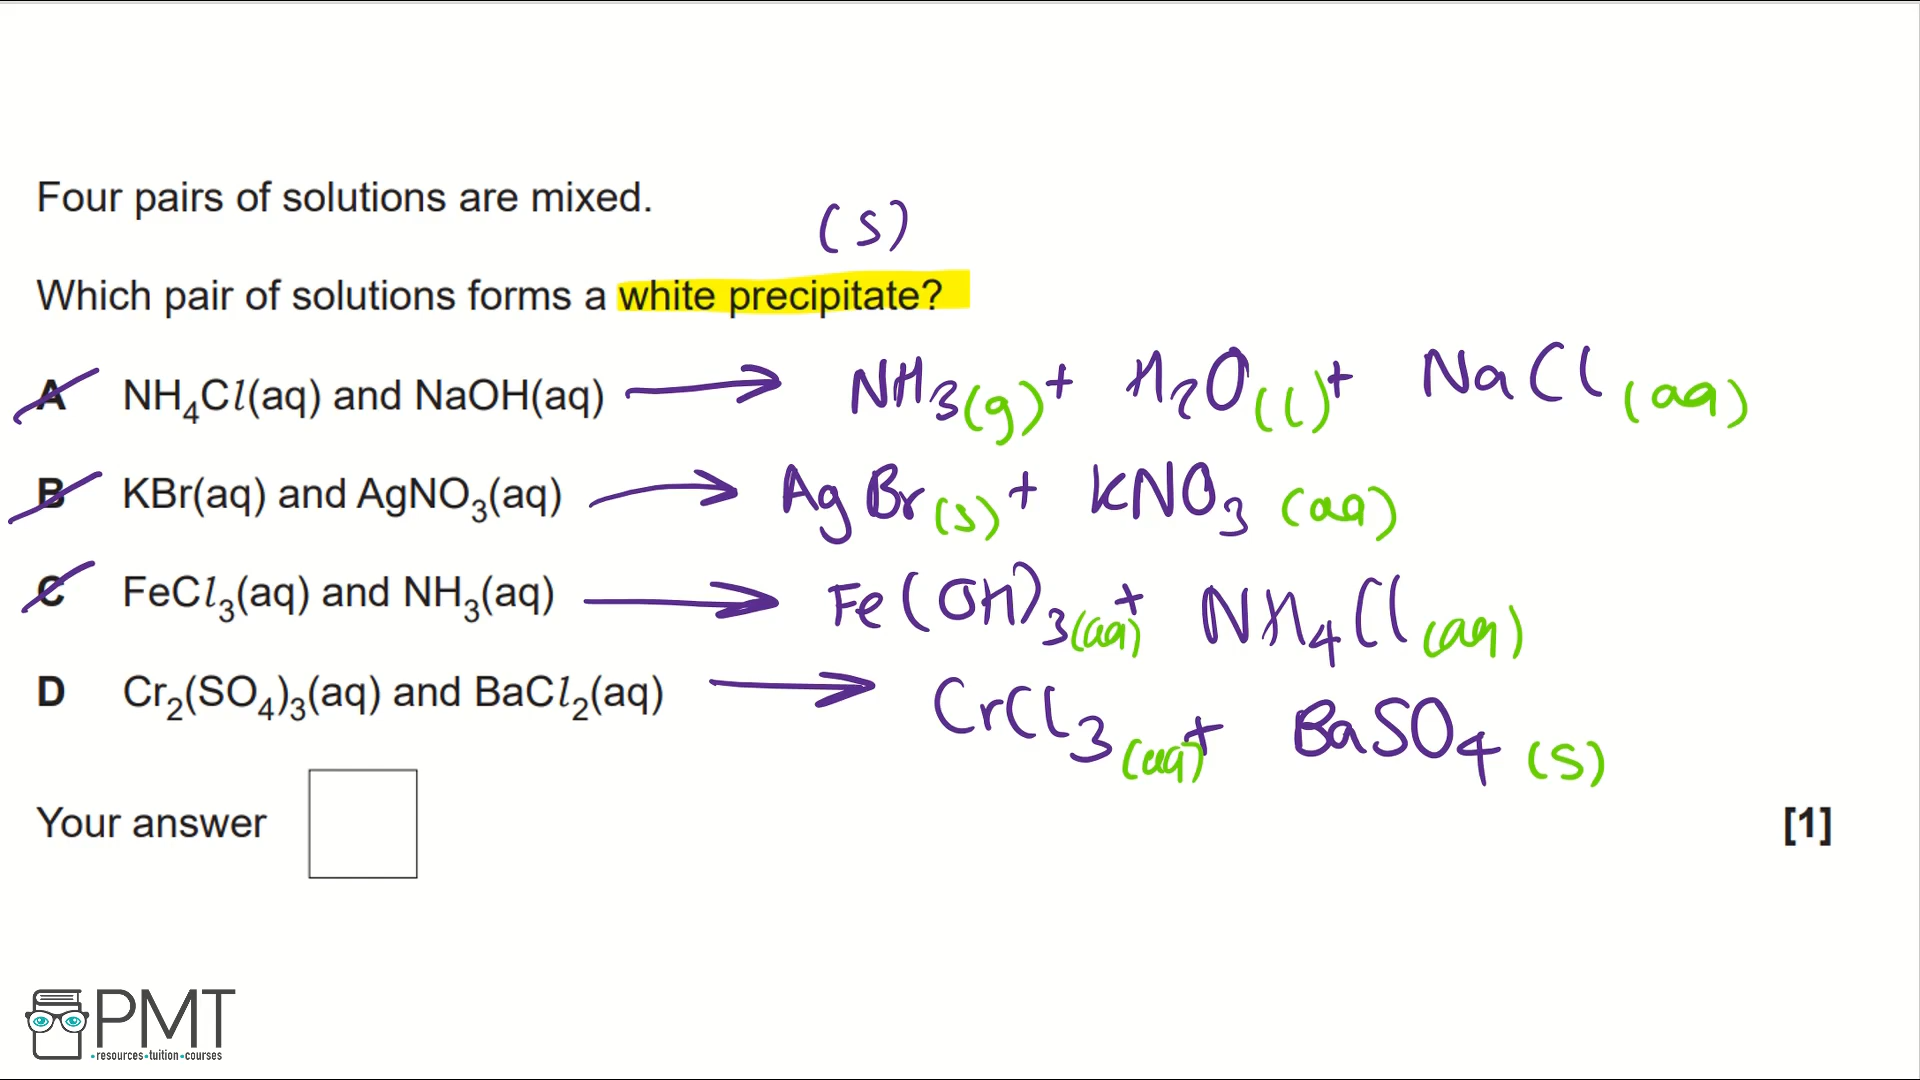 Four pairs of solutions are mixed.
(s)
Which pair of solutions forms a white precipitate?
A NH₄Cl(aq) and NaOH(aq) → NH₃(g) + H₂O(l) + NaCl(aq)
B KBr(aq) and AgNO₃(aq) → AgBr(s) + KNO₃(aq)
C FeCl₃(aq) and NH₃(aq) → Fe(OH)₃(aq) + NH₄Cl(aq)
D Cr₂(SO₄)₃(aq) and BaCl₂(aq) → CrCl₃(aq) + BaSO₄(s)
Your answer
[1]
PMT
•resources•tuition•courses